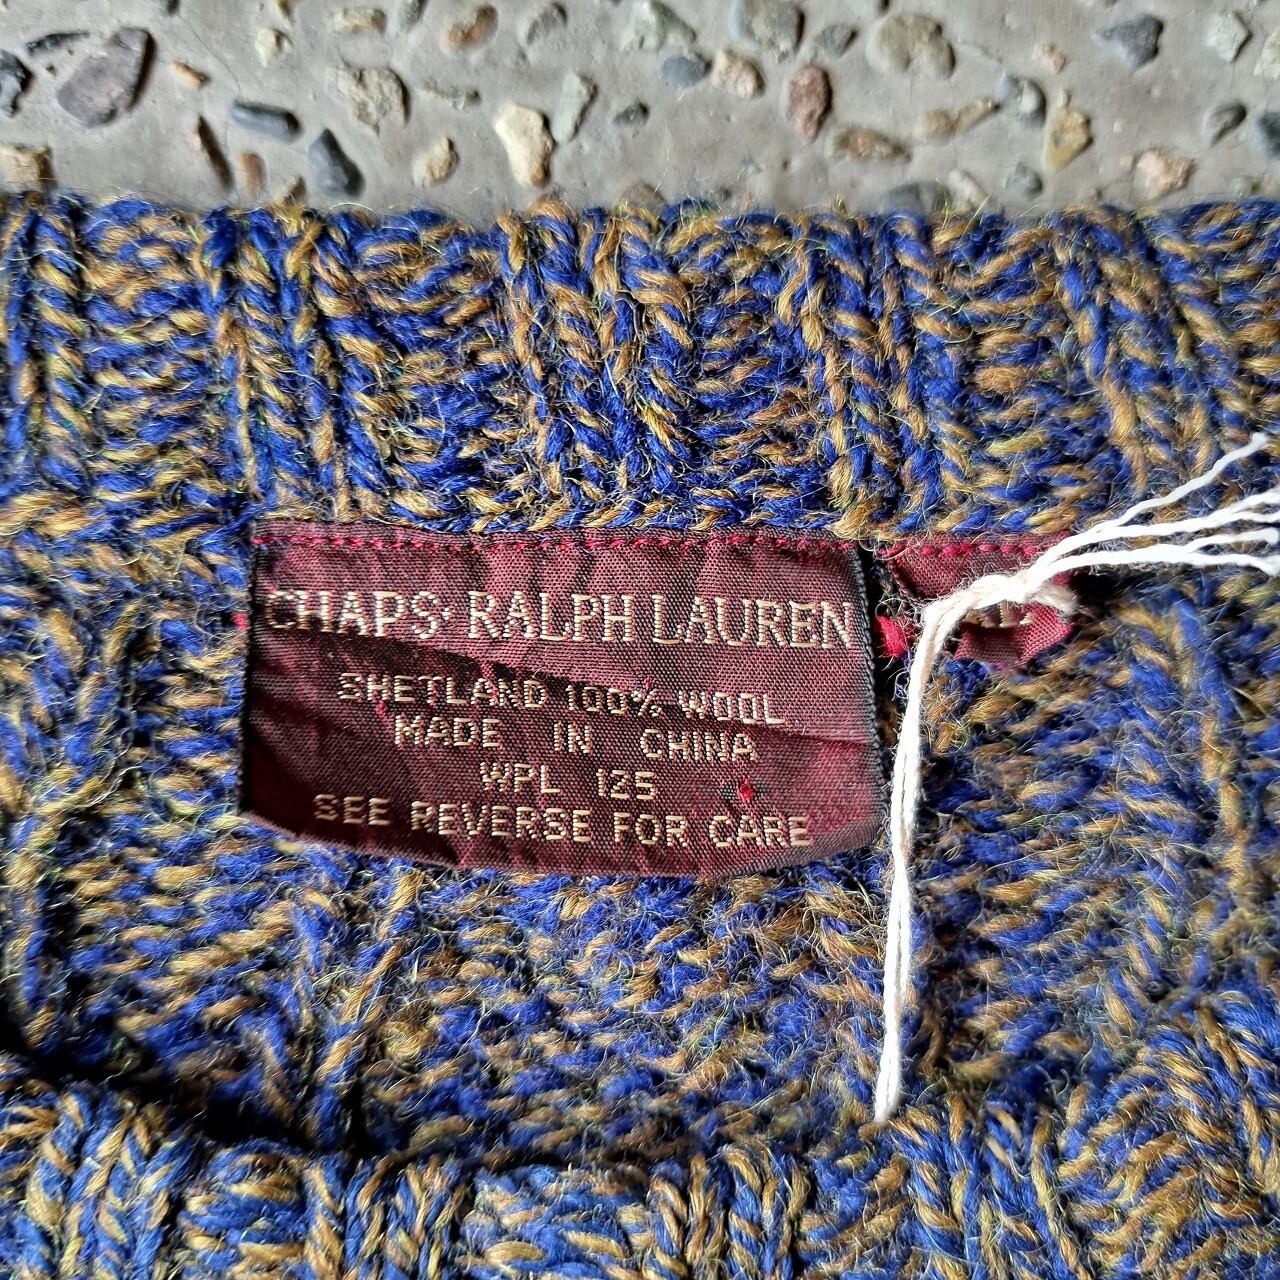 CHAPS· RALPH LAUREN
SHETLAND 100% WOOL
MADE IN CHINA
WPL 125
SEE REVERSE FOR CARE